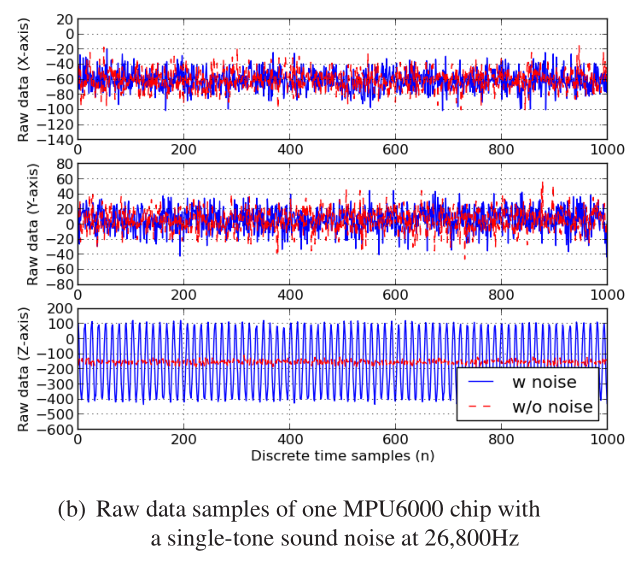 20
0
−20
−40
−60
−80
−100
−120
−140
Raw data (X-axis)
0 200 400 600 800 1000
80
60
40
20
0
−20
−40
−60
−80
Raw data (Y-axis)
0 200 400 600 800 1000
200
100
0
−100
−200
−300
−400
−500
−600
Raw data (Z-axis)
w noise
w/o noise
0 200 400 600 800 1000
Discrete time samples (n)
(b) Raw data samples of one MPU6000 chip with
a single-tone sound noise at 26,800Hz